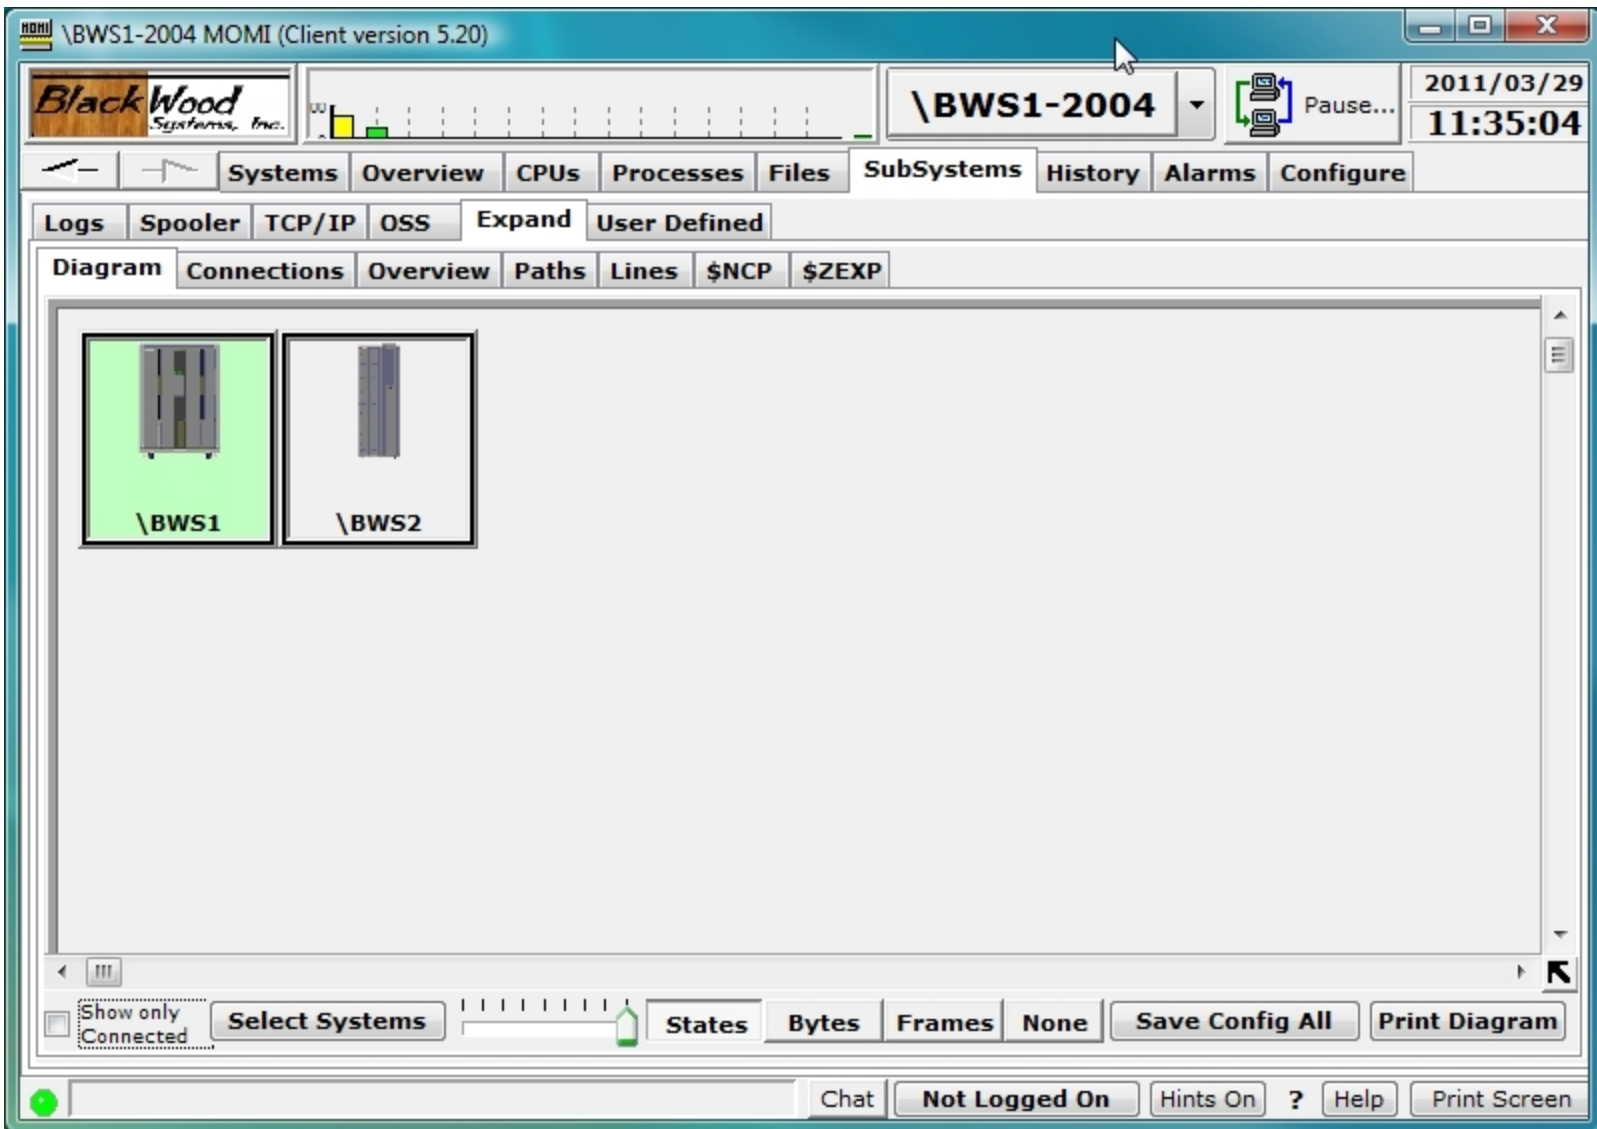 MOMI
\BWS1-2004 MOMI (Client version 5.20)
BlackWood
Systems, Inc.
\BWS1-2004
Pause...
2011/03/29
11:35:04
Systems Overview CPUs Processes Files SubSystems History Alarms Configure
Logs Spooler TCP/IP OSS Expand User Defined
Diagram Connections Overview Paths Lines $NCP $ZEXP
\BWS1 \BWS2
Show only
Connected
Select Systems States Bytes Frames None Save Config All Print Diagram
Chat Not Logged On Hints On ? Help Print Screen